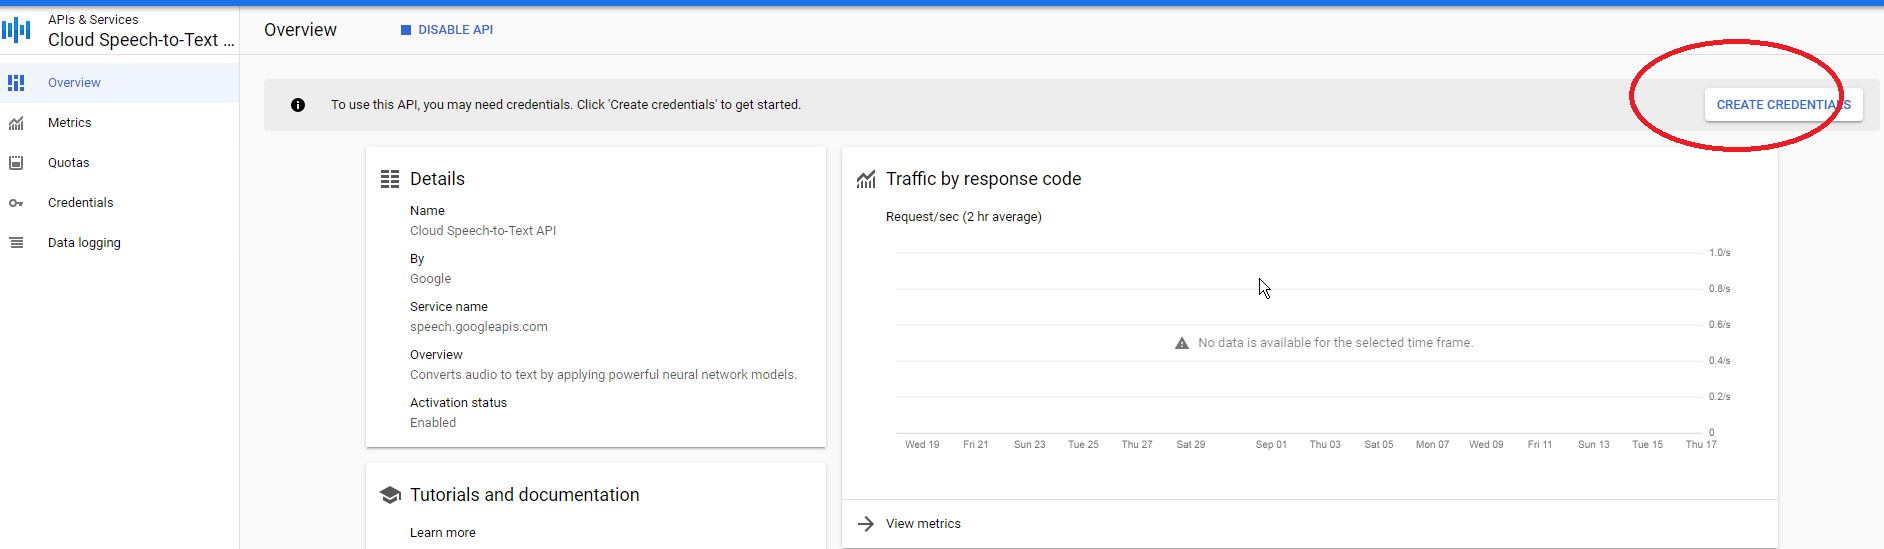 APIs & Services
Cloud Speech-to-Text ...
Overview
Metrics
Quotas
Credentials
Data logging
Overview
DISABLE API
To use this API, you may need credentials. Click 'Create credentials' to get started.
CREATE CREDENTIALS
Details
Name
Cloud Speech-to-Text API
By
Google
Service name
speech.googleapis.com
Overview
Converts audio to text by applying powerful neural network models.
Activation status
Enabled
Tutorials and documentation
Learn more
Traffic by response code
Request/sec (2 hr average)
1.0/s
0.8/s
0.6/s
No data is available for the selected time frame.
0.4/s
0.2/s
0
Wed 19 Fri 21 Sun 23 Tue 25 Thu 27 Sat 29 Sep 01 Thu 03 Sat 05 Mon 07 Wed 09 Fri 11 Sun 13 Tue 15 Thu 17
View metrics